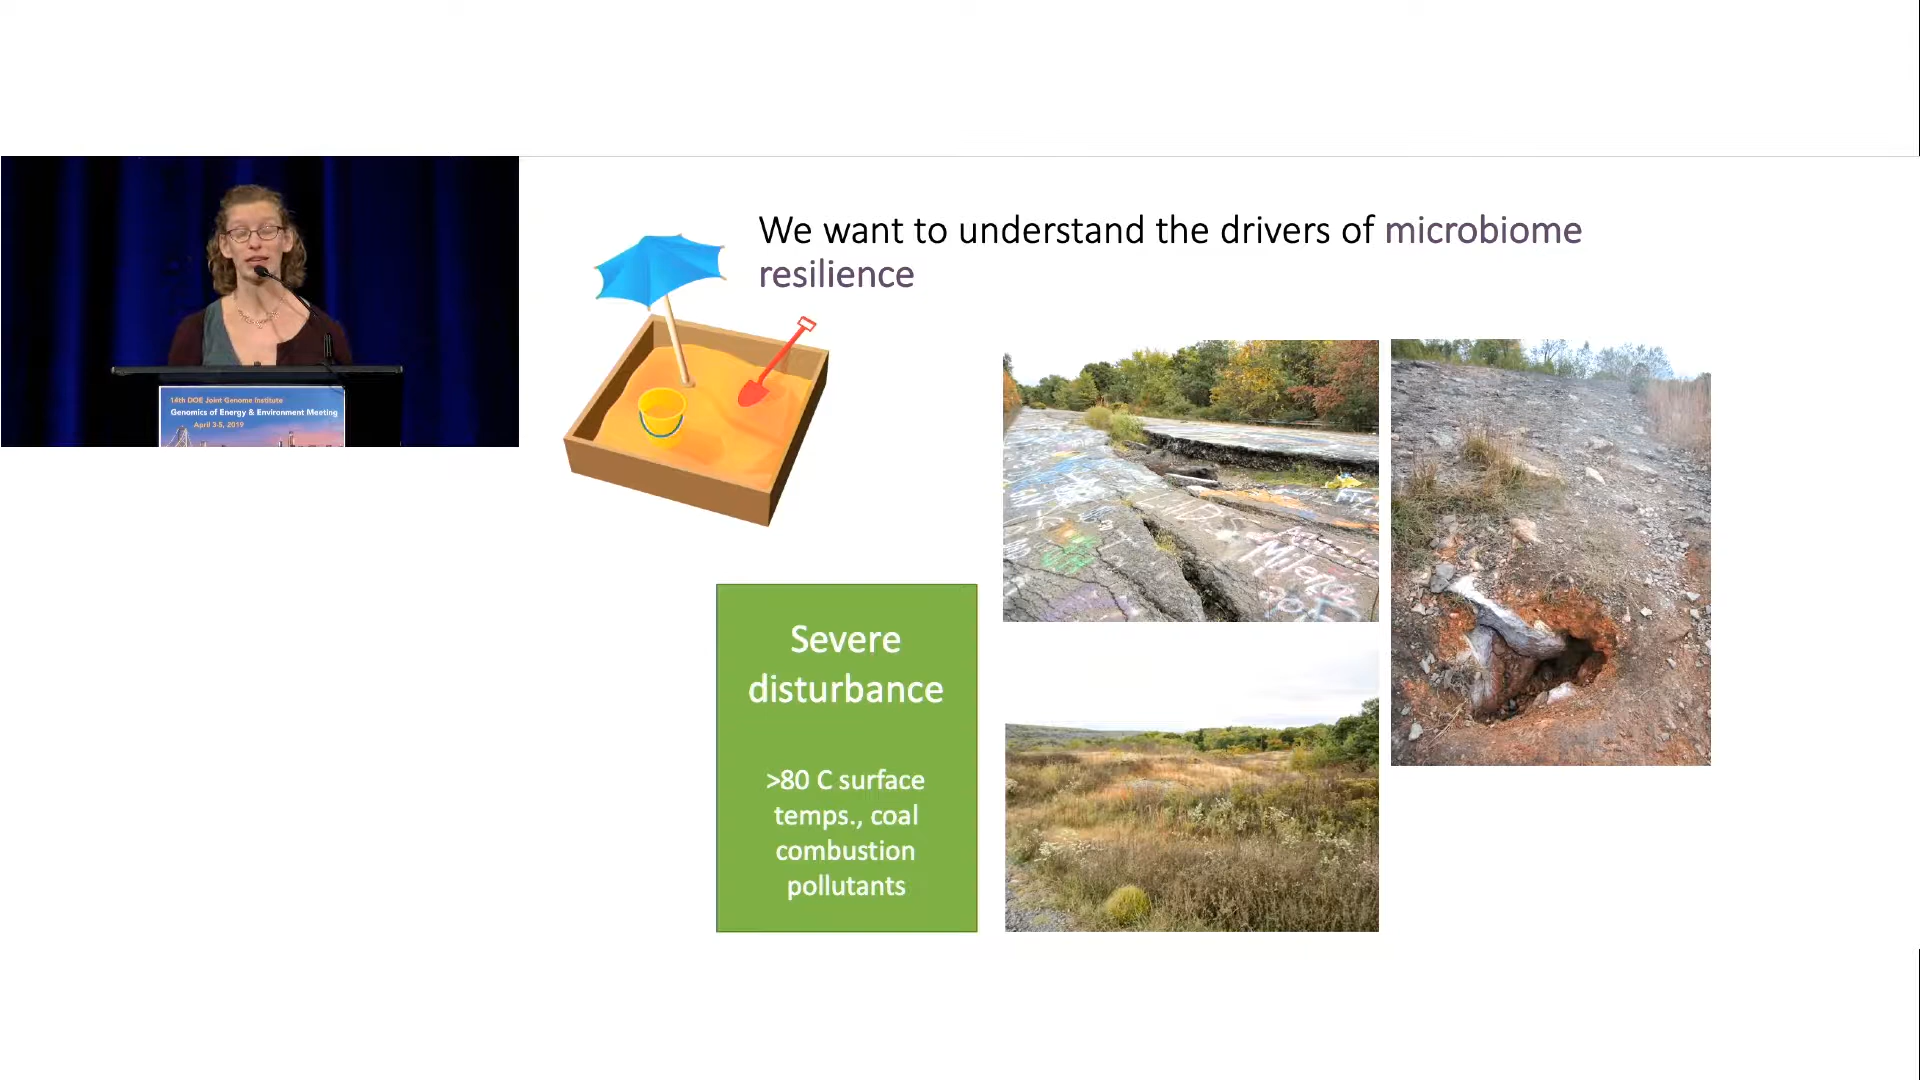 We want to understand the drivers of microbiome
resilience
14th DOE Joint Genome Institute
Genomics of Energy & Environment Meeting
April 3-5, 2019
Severe
disturbance
>80 C surface
temps., coal
combustion
pollutants